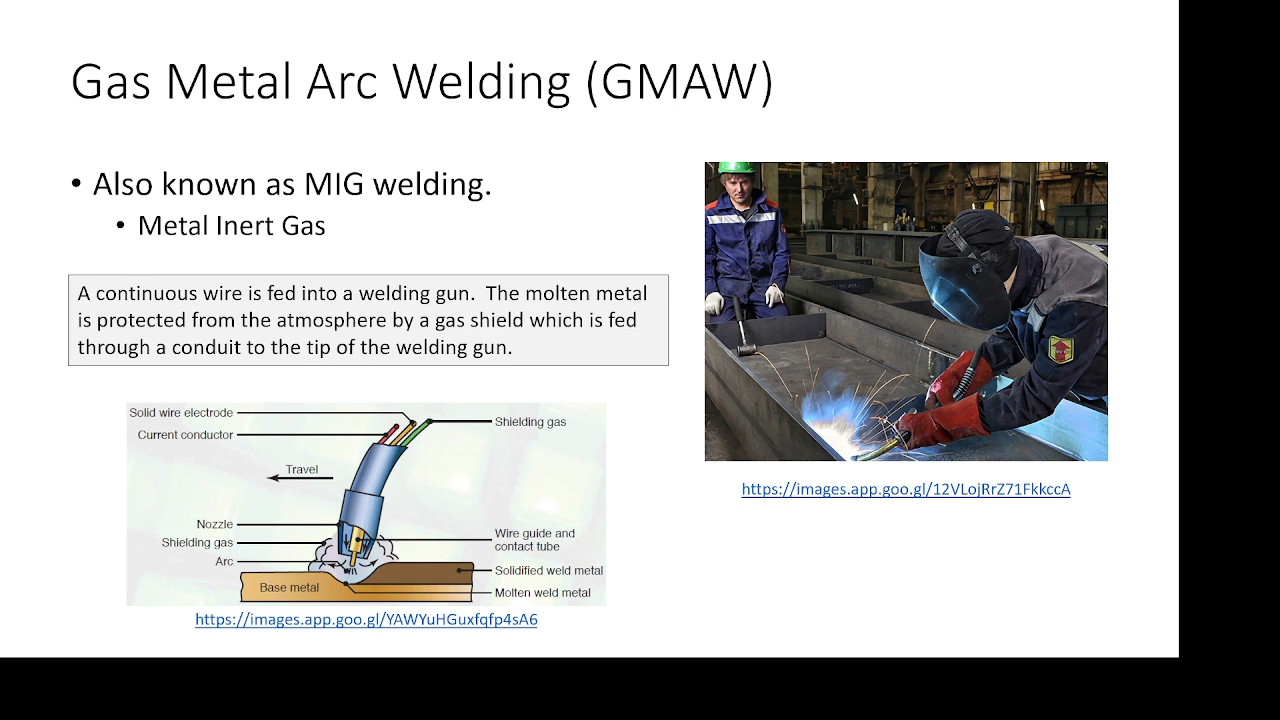 Gas Metal Arc Welding (GMAW)
• Also known as MIG welding.
• Metal Inert Gas
A continuous wire is fed into a welding gun.  The molten metal
is protected from the atmosphere by a gas shield which is fed
through a conduit to the tip of the welding gun.
Solid wire electrode
Current conductor
Shielding gas
Travel
Nozzle
Shielding gas
Arc
Wire guide and
contact tube
Solidified weld metal
Base metal
Molten weld metal
https://images.app.goo.gl/YAWYuHGuxfqfp4sA6
https://images.app.goo.gl/12VLojRrZ71FkkccA